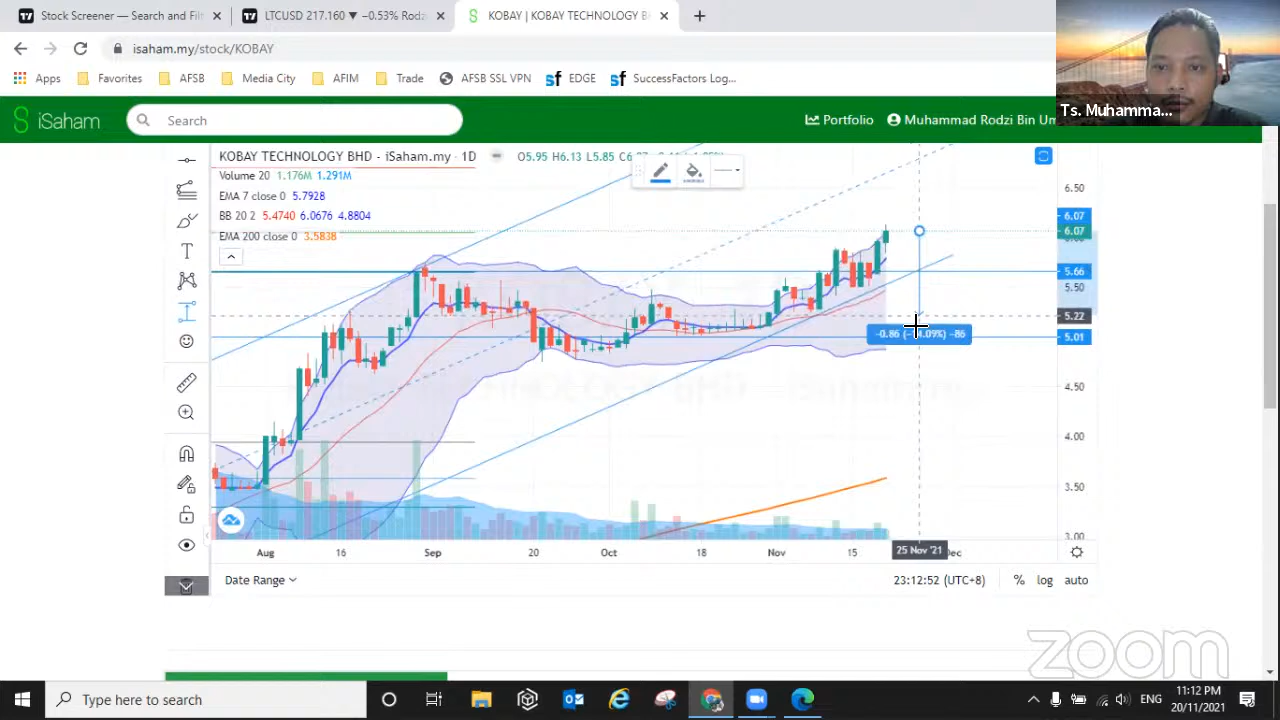 Stock Screener — Search and Filt
LTCUSD 217.160 ▼ −0.53% Rodz
KOBAY | KOBAY TECHNOLOGY B
isaham.my/stock/KOBAY
Apps
Favorites
AFSB
Media City
AFIM
Trade
AFSB SSL VPN
EDGE
SuccessFactors Log...
Ts. Muhamma...
iSaham
Search
Portfolio
Muhammad Rodzi Bin Um
KOBAY TECHNOLOGY BHD - iSaham.my · 1D
O5.95 H6.13 L5.85
Volume 20 1.176M 1.291M
EMA 7 close 0 5.7928
BB 20 2 5.4740 6.0676 4.8804
EMA 200 close 0 3.5838
6.50
6.07
6.07
5.66
5.50
5.22
5.01
4.50
4.00
3.50
3.00
Aug 16 Sep 20 Oct 18 Nov 15 25 Nov '21 Dec
Date Range
23:12:52 (UTC+8)
% log auto
zoom
Type here to search
ENG
11:12 PM
20/11/2021